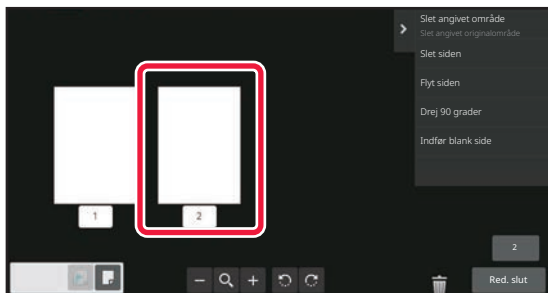 Slet angivet område
Slet angivet originalområde
Slet siden
Flyt siden
Drej 90 grader
Indfør blank side
1
2
2
Red. slut